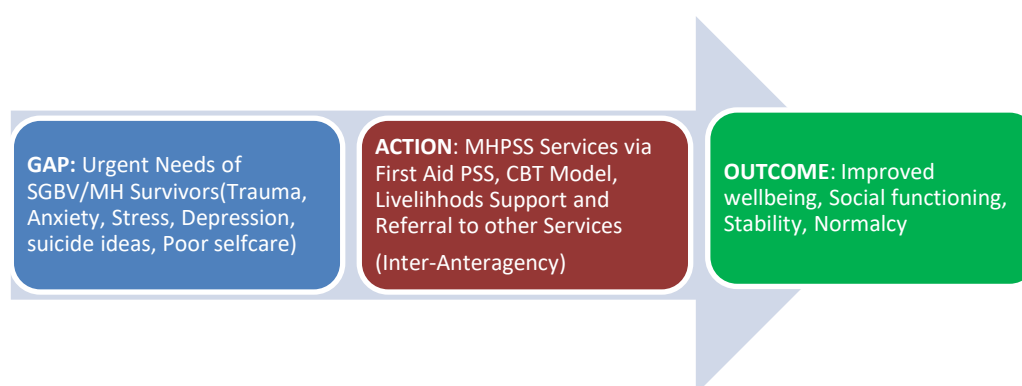 GAP: Urgent Needs of
SGBV/MH Survivors(Trauma,
Anxiety, Stress, Depression,
suicide ideas, Poor selfcare)
ACTION: MHPSS Services via
First Aid PSS, CBT Model,
Livelihhods Support and
Referral to other Services
(Inter-Anteragency)
OUTCOME: Improved
wellbeing, Social functioning,
Stability, Normalcy